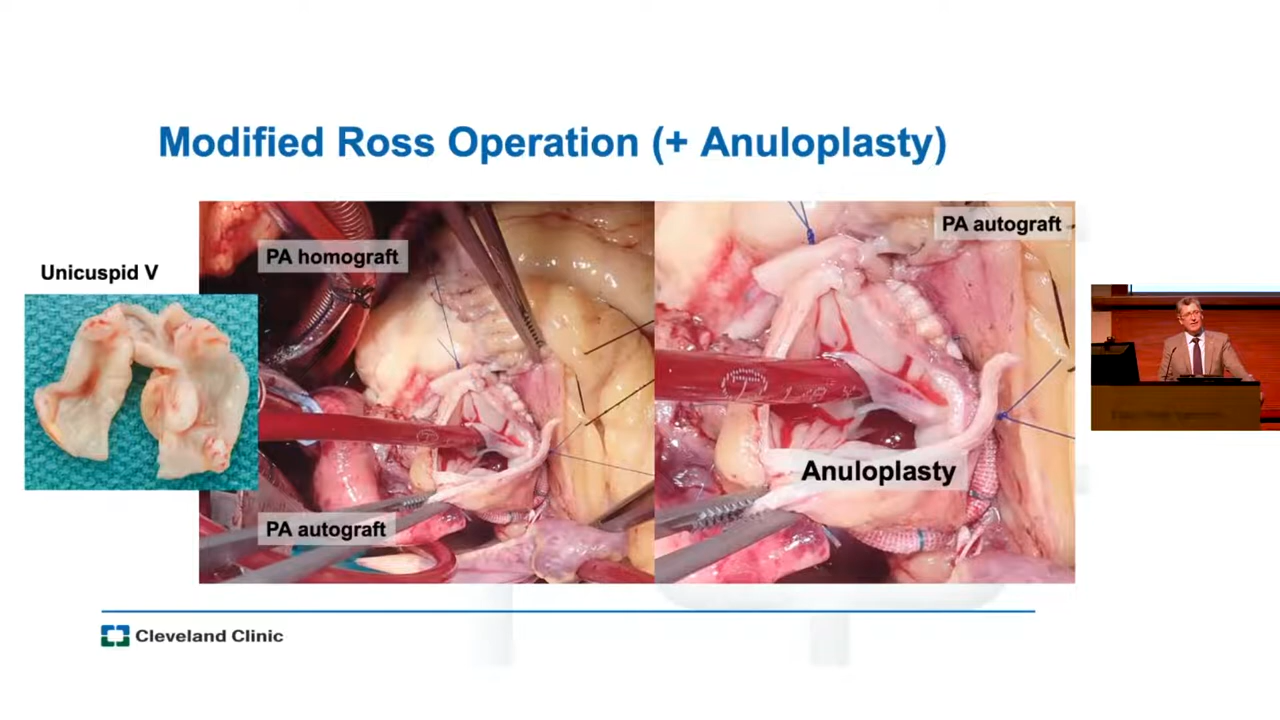 Modified Ross Operation (+ Anuloplasty)
Unicuspid V
PA homograft
PA autograft
PA autograft
Anuloplasty
Cleveland Clinic